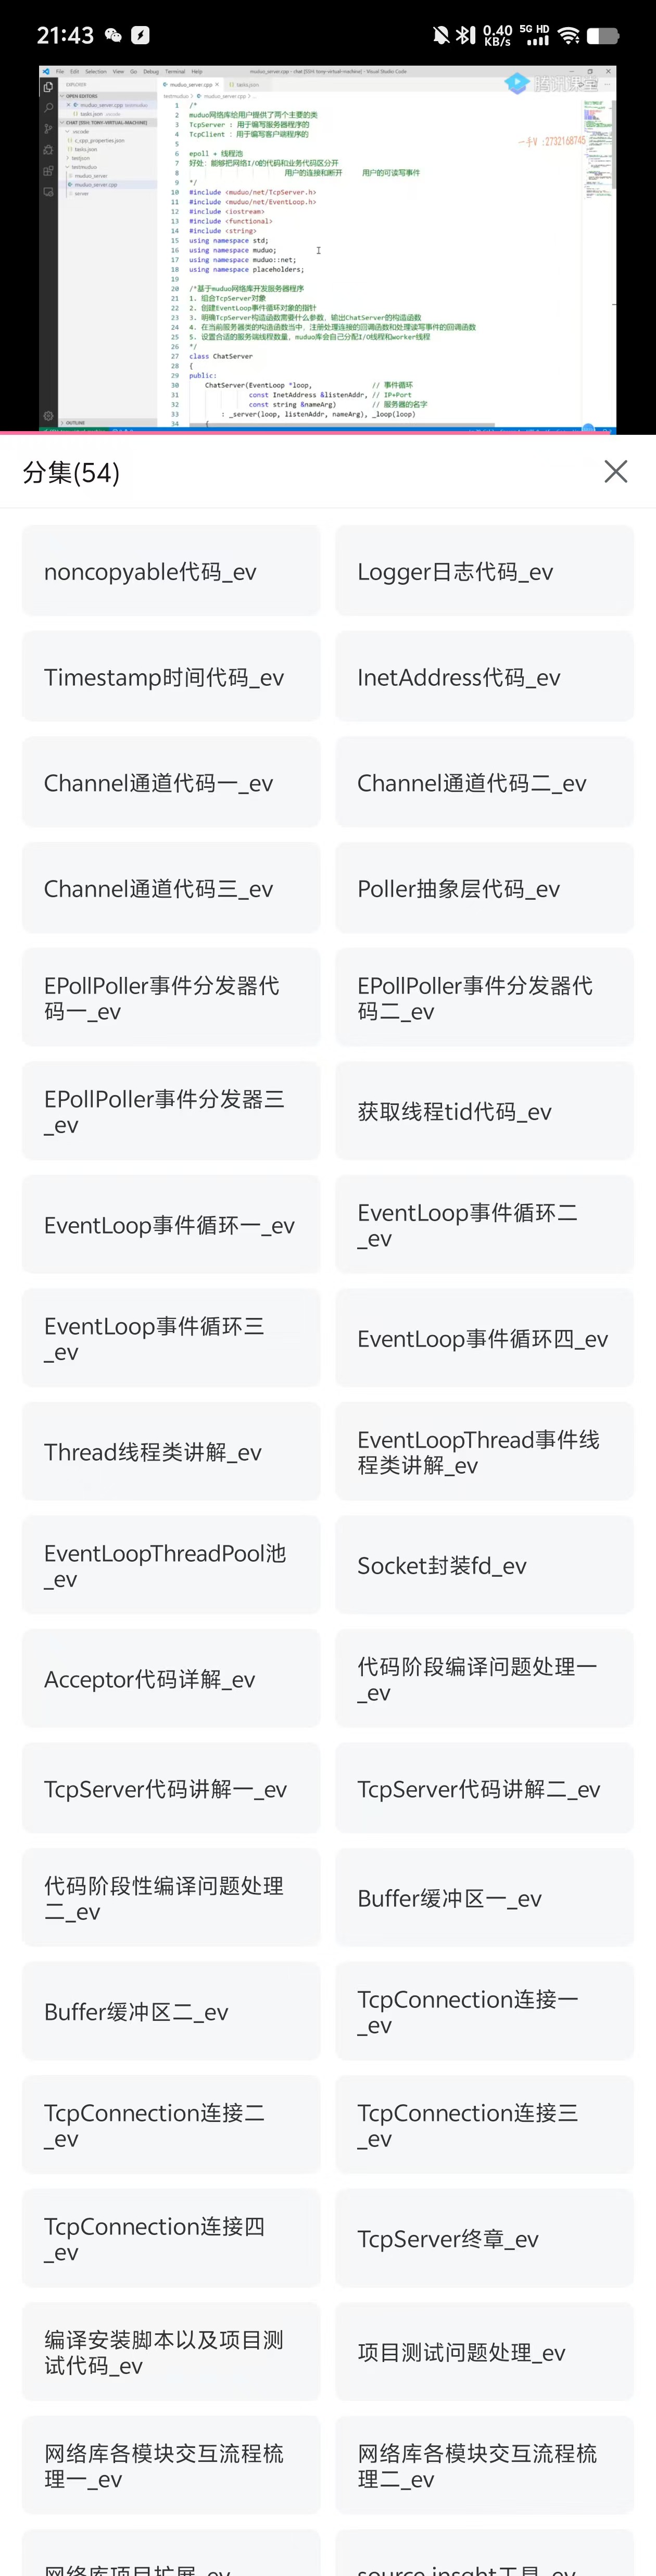 21:43
0.40
KB/s
5G HD
File Edit Selection View Go Debug Terminal Help
muduo_server.cpp - chat [SSH: tony-virtual-machine] - Visual Studio Code
腾讯课堂
EXPLORER
OPEN EDITORS
muduo_server.cpp testmuduo
tasks.json .vscode
CHAT [SSH: TONY-VIRTUAL-MACHINE]
.vscode
c_cpp_properties.json
tasks.json
testjson
testmuduo
muduo_server
muduo_server.cpp
server
OUTLINE
muduo_server.cpp
tasks.json
testmuduo > muduo_server.cpp > ...
一手V :2732168745
1 /*
2 muduo网络库给用户提供了两个主要的类
3 TcpServer : 用于编写服务器程序的
4 TcpClient : 用于编写客户端程序的
5
6 epoll + 线程池
7 好处: 能够把网络I/O的代码和业务代码区分开
8 用户的连接和断开 用户的可读写事件
9 */
10 #include <muduo/net/TcpServer.h>
11 #include <muduo/net/EventLoop.h>
12 #include <iostream>
13 #include <functional>
14 #include <string>
15 using namespace std;
16 using namespace muduo;
17 using namespace muduo::net;
18 using namespace placeholders;
19
20 /*基于muduo网络库开发服务器程序
21 1. 组合TcpServer对象
22 2. 创建EventLoop事件循环对象的指针
23 3. 明确TcpServer构造函数需要什么参数, 输出ChatServer的构造函数
24 4. 在当前服务器类的构造函数当中, 注册处理连接的回调函数和处理读写事件的回调函数
25 5. 设置合适的服务端线程数量, muduo库会自己分配I/O线程和worker线程
26 */
27 class ChatServer
28 {
29 public:
30 ChatServer(EventLoop *loop, // 事件循环
31 const InetAddress &listenAddr, // IP+Port
32 const string &nameArg) // 服务器的名字
33 : _server(loop, listenAddr, nameArg), _loop(loop)
34 {
分集(54)
noncopyable代码_ev
Logger日志代码_ev
Timestamp时间代码_ev
InetAddress代码_ev
Channel通道代码一_ev
Channel通道代码二_ev
Channel通道代码三_ev
Poller抽象层代码_ev
EPollPoller事件分发器代
码一_ev
EPollPoller事件分发器代
码二_ev
EPollPoller事件分发器三
_ev
获取线程tid代码_ev
EventLoop事件循环一_ev
EventLoop事件循环二
_ev
EventLoop事件循环三
_ev
EventLoop事件循环四_ev
Thread线程类讲解_ev
EventLoopThread事件线
程类讲解_ev
EventLoopThreadPool池
_ev
Socket封装fd_ev
Acceptor代码详解_ev
代码阶段编译问题处理一
_ev
TcpServer代码讲解一_ev
TcpServer代码讲解二_ev
代码阶段性编译问题处理
二_ev
Buffer缓冲区一_ev
Buffer缓冲区二_ev
TcpConnection连接一
_ev
TcpConnection连接二
_ev
TcpConnection连接三
_ev
TcpConnection连接四
_ev
TcpServer终章_ev
编译安装脚本以及项目测
试代码_ev
项目测试问题处理_ev
网络库各模块交互流程梳
理一_ev
网络库各模块交互流程梳
理二_ev
网络库项目扩展_ev
source insght工具_ev